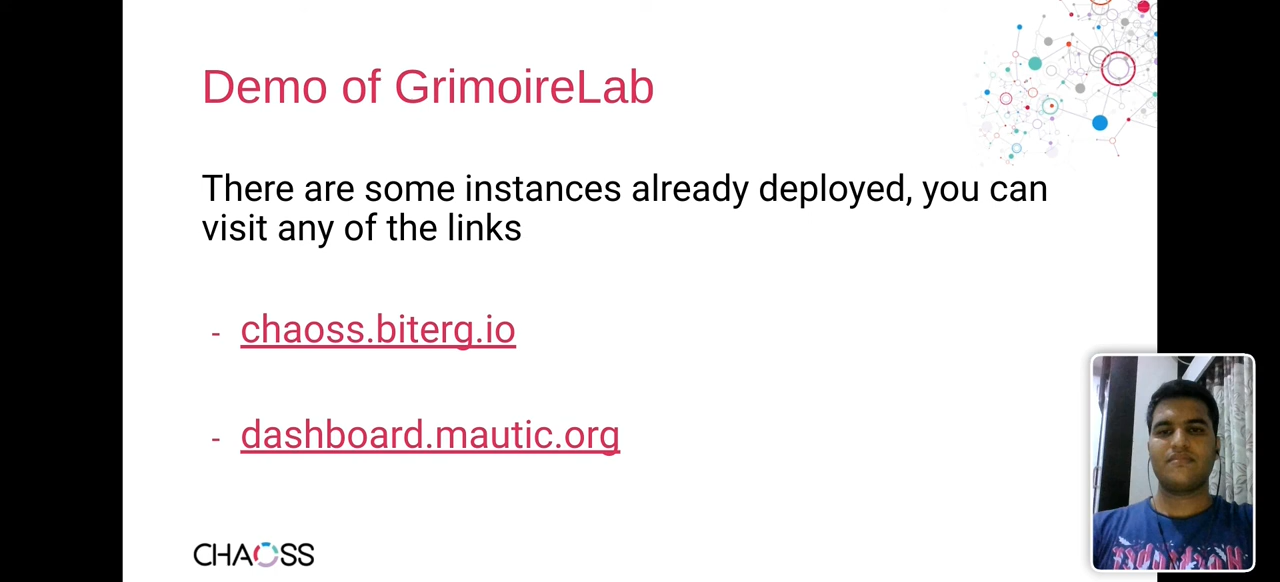 Demo of GrimoireLab
There are some instances already deployed, you can
visit any of the links
- chaoss.biterg.io
- dashboard.mautic.org
CHAOSS